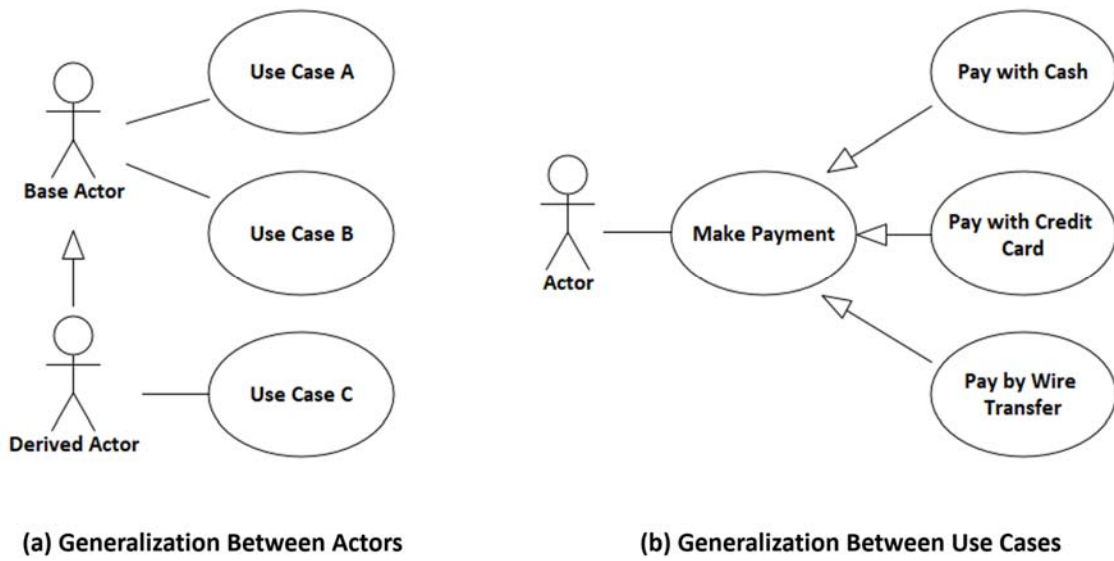 Use Case A
Base Actor
Use Case B
Use Case C
Derived Actor
(a) Generalization Between Actors
Pay with Cash
Make Payment
Actor
Pay with Credit
Card
Pay by Wire
Transfer
(b) Generalization Between Use Cases